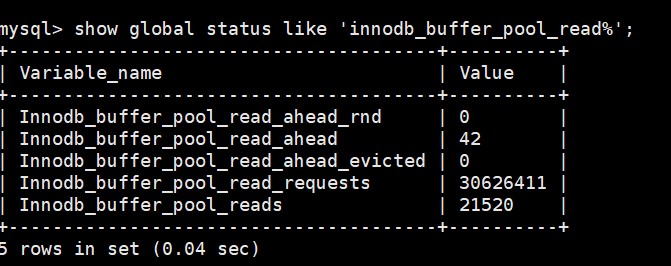 mysql> show global status like 'innodb_buffer_pool_read%';
+---------------------------------------+----------+
| Variable_name                         | Value    |
+---------------------------------------+----------+
| Innodb_buffer_pool_read_ahead_rnd     | 0        |
| Innodb_buffer_pool_read_ahead         | 42       |
| Innodb_buffer_pool_read_ahead_evicted | 0        |
| Innodb_buffer_pool_read_requests      | 30626411 |
| Innodb_buffer_pool_reads              | 21520    |
+---------------------------------------+----------+
5 rows in set (0.04 sec)